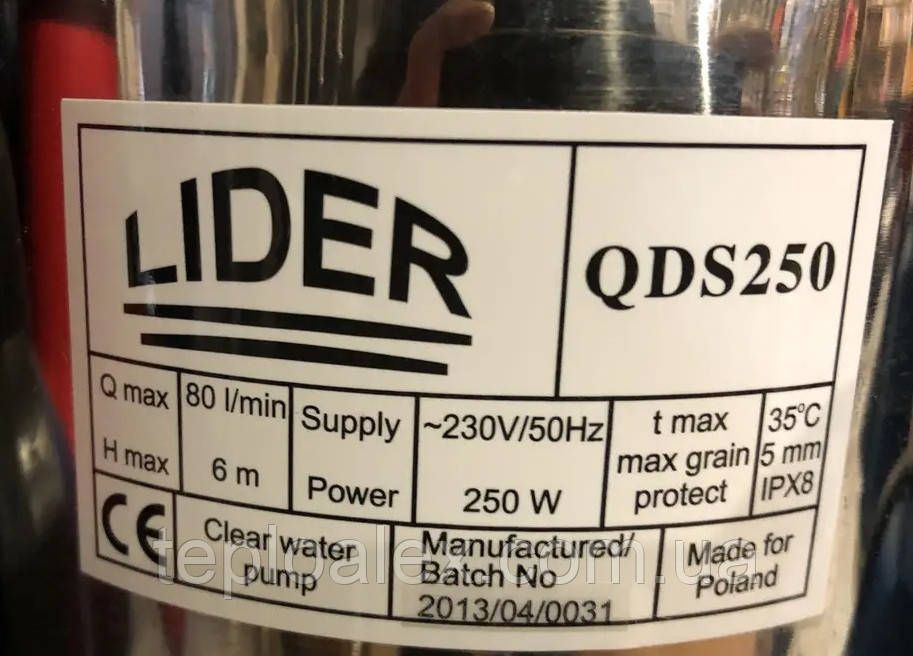 LIDER
QDS250
Q max 80 l/min
H max 6 m
Supply ~230V/50Hz
Power 250 W
t max 35°C
max grain 5 mm
protect IPX8
CE
Clear water
pump
Manufactured/
Batch No
2013/04/0031
Made for
Poland
teploalex.com.ua